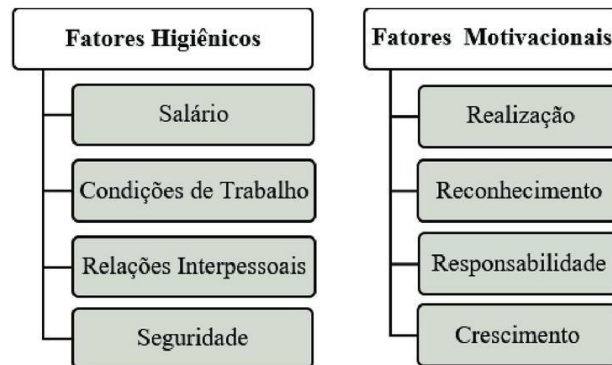 Fatores Higiênicos
Salário
Condições de Trabalho
Relações Interpessoais
Seguridade
Fatores Motivacionais
Realização
Reconhecimento
Responsabilidade
Crescimento